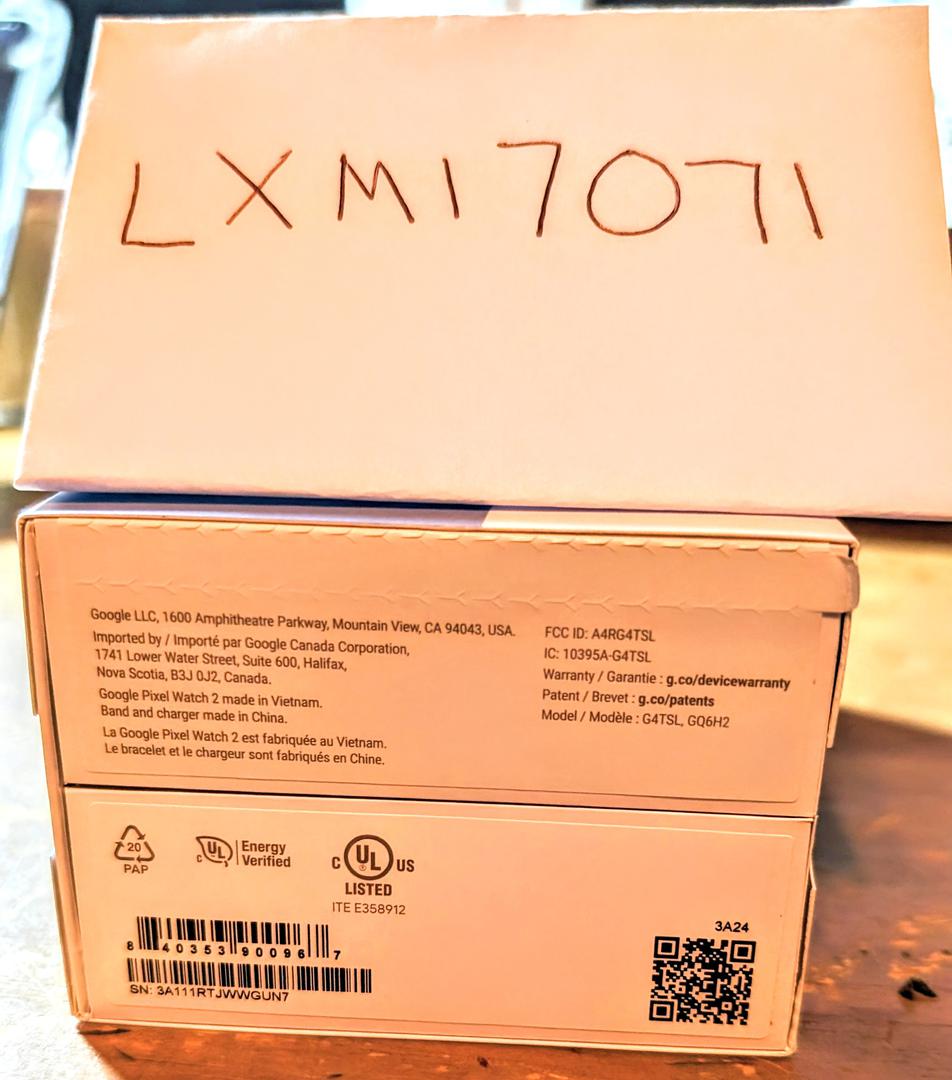 LXM17071
Google LLC, 1600 Amphitheatre Parkway, Mountain View, CA 94043, USA.
Imported by / Importé par Google Canada Corporation,
1741 Lower Water Street, Suite 600, Halifax,
Nova Scotia, B3J 0J2, Canada.
Google Pixel Watch 2 made in Vietnam.
Band and charger made in China.
La Google Pixel Watch 2 est fabriquée au Vietnam.
Le bracelet et le chargeur sont fabriqués en Chine.
FCC ID: A4RG4TSL
IC: 10395A-G4TSL
Warranty / Garantie : g.co/devicewarranty
Patent / Brevet : g.co/patents
Model / Modèle : G4TSL, GQ6H2
20
PAP
c UL Energy
Verified
C UL US
LISTED
ITE E358912
8 40353 90096 7
SN: 3A111RTJWWGUN7
3A24